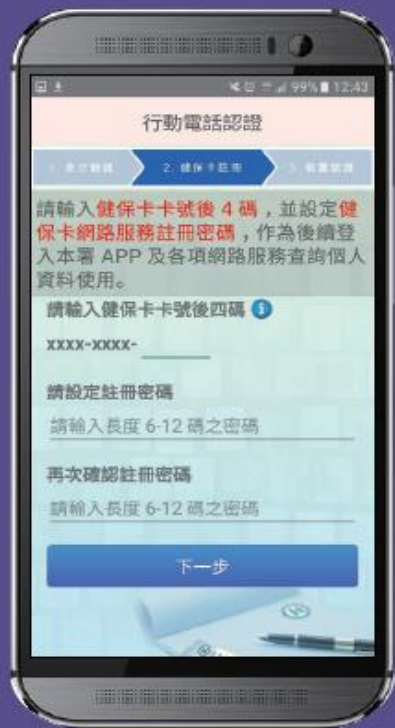 99% 12:43
行動電話認證
2. 健保卡註冊
請輸入健保卡卡號後 4 碼，並設定健
保卡網路服務註冊密碼，作為後續登
入本署 APP 及各項網路服務查詢個人
資料使用。
請輸入健保卡卡號後四碼 i
XXXX-XXXX-
請設定註冊密碼
請輸入長度 6-12 碼之密碼
再次確認註冊密碼
請輸入長度 6-12 碼之密碼
下一步